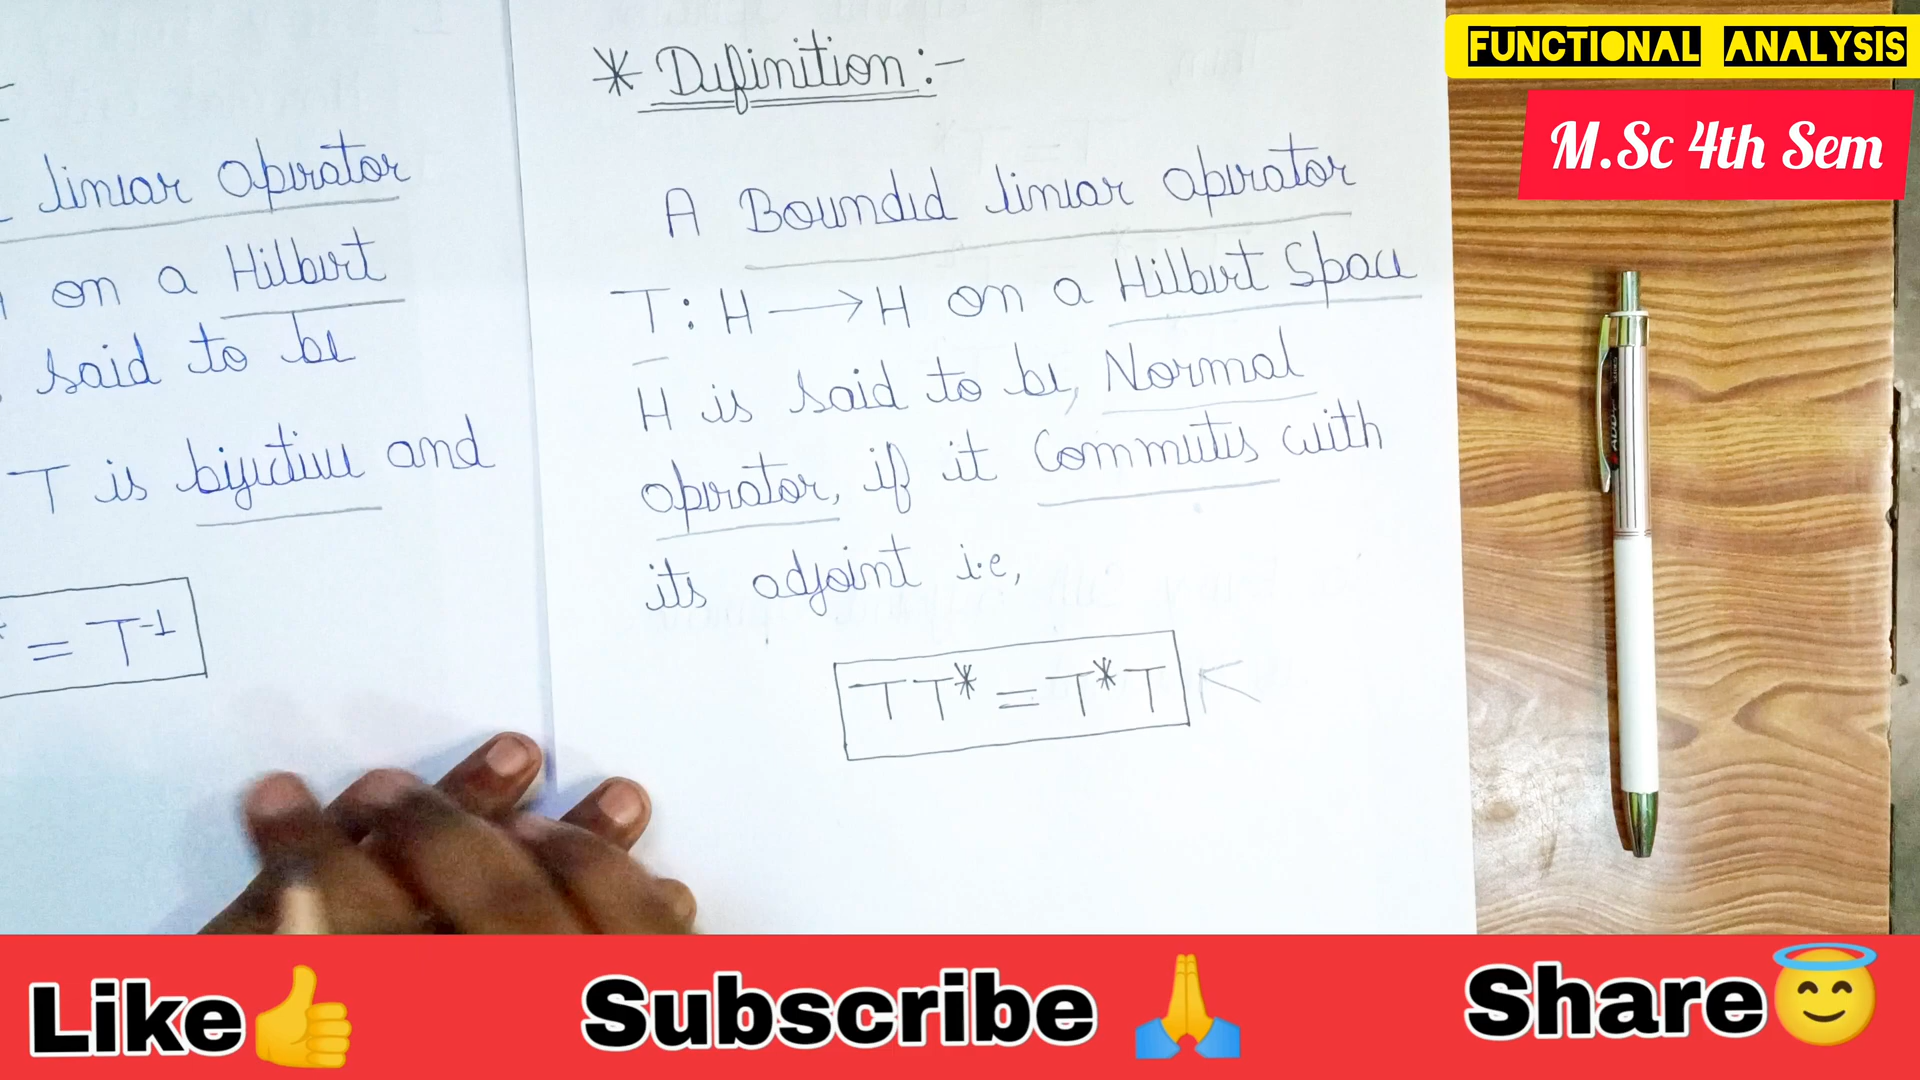 FUNCTIONAL ANALYSIS
M.Sc 4th Sem
linear operator
on a Hilbert
said to be
T is bijective and
* = T-1
* Definition :-
A Bounded linear operator
T : H → H on a Hilbert Space
H is said to be, Normal
operator, if it Commutes with
its adjoint i.e,
TT* = T*T
Like👍 Subscribe 🙏 Share😇